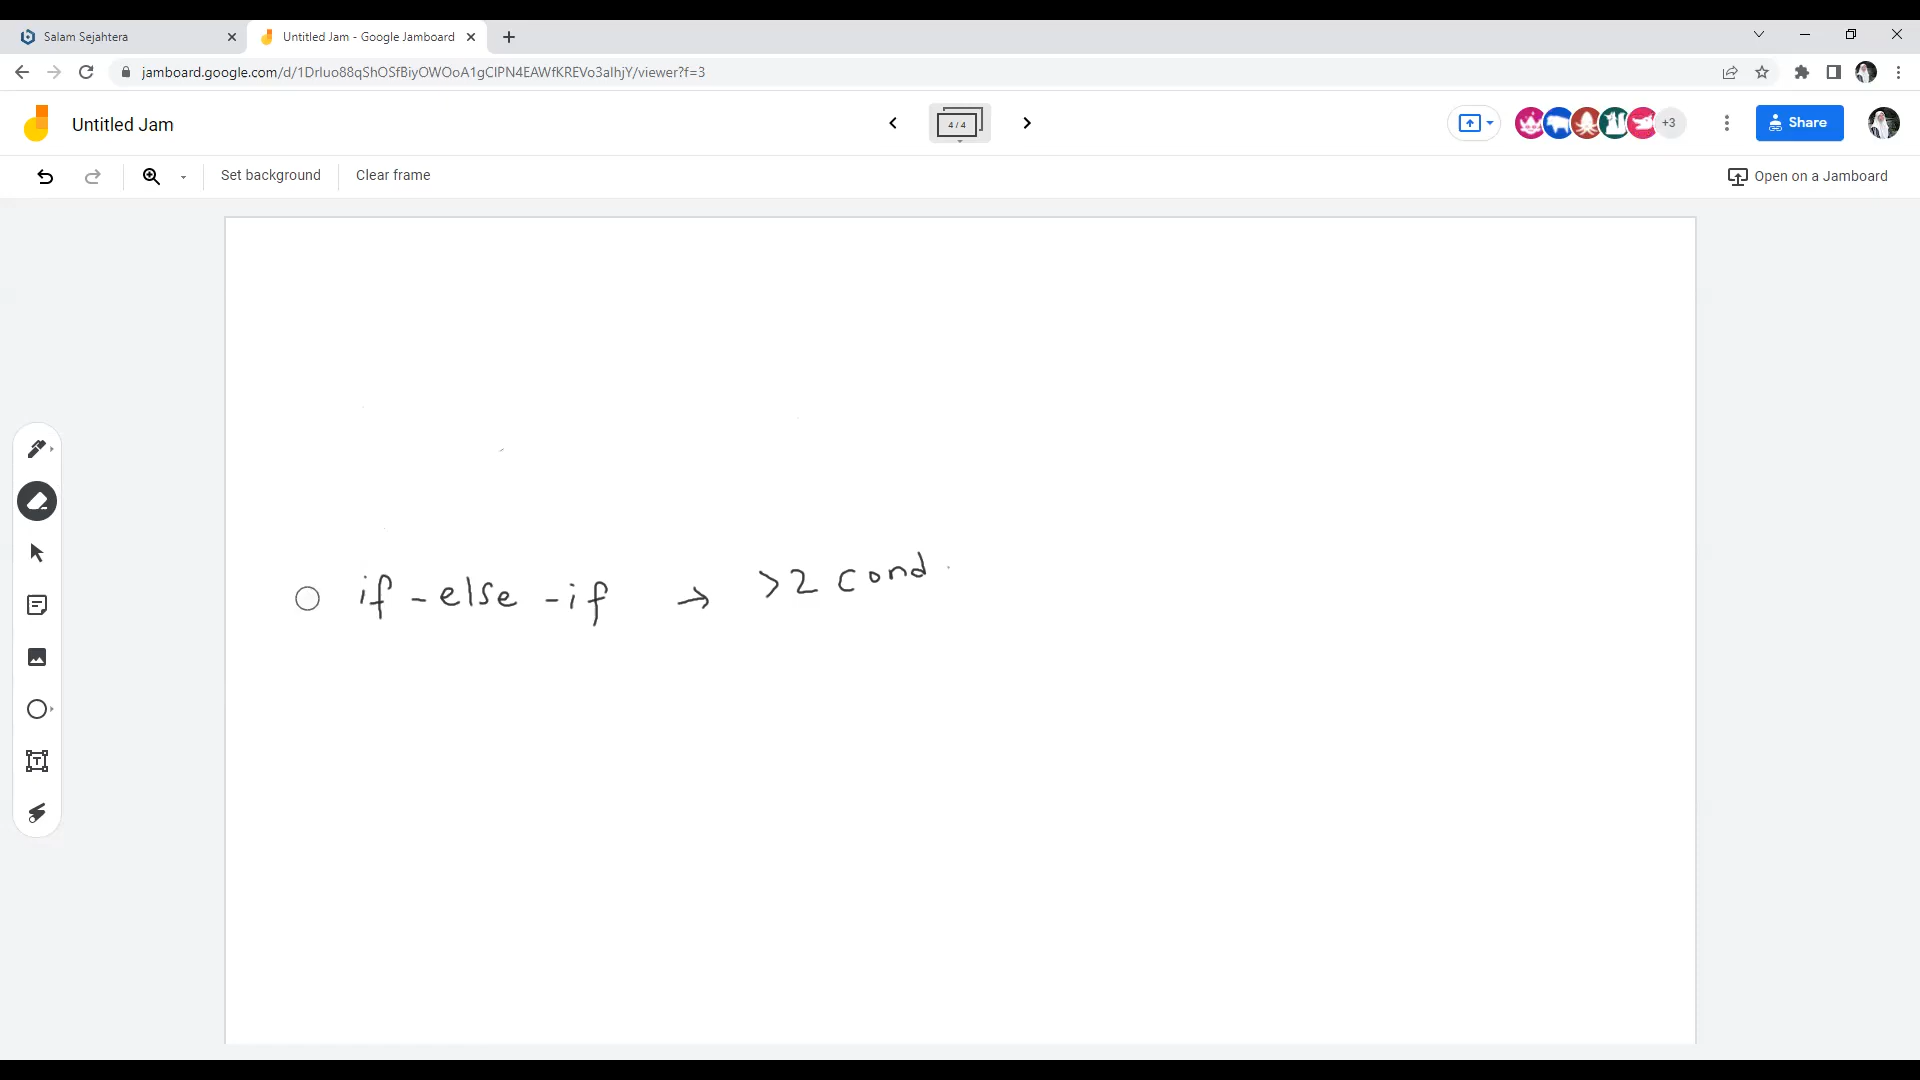 Salam Sejahtera
Untitled Jam - Google Jamboard
jamboard.google.com/d/1Drluo88qShOSfBiyOWOoA1gClPN4EAWfKREVo3alhjY/viewer?f=3
Untitled Jam
4 / 4
+3
Share
Set background
Clear frame
Open on a Jamboard
if - else - if → >2 cond.